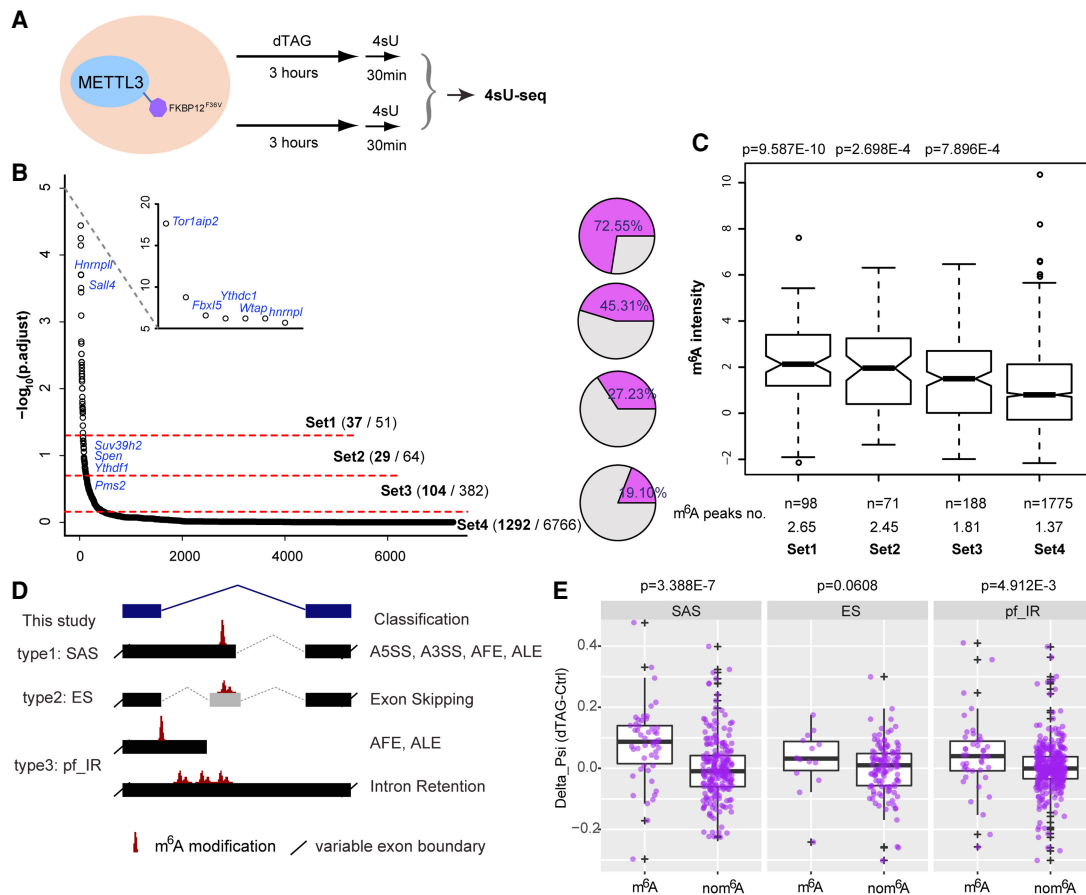 A
METTL3
FKBP12F36V
dTAG
3 hours
4sU
30min
3 hours
4sU
30min
4sU-seq
B
−log10(p.adjust)
5
4
3
2
1
0
0
2000
4000
6000
20
15
10
5
Tor1aip2
Fbxl5
Ythdc1
Wtap
hnrnpl
Hnrnpll
Sall4
Suv39h2
Spen
Ythdf1
Pms2
Set1 (37 / 51)
Set2 (29 / 64)
Set3 (104 / 382)
Set4 (1292 / 6766)
72.55%
45.31%
27.23%
19.10%
C
p=9.587E-10 p=2.698E-4 p=7.896E-4
m6A intensity
10
8
6
4
2
0
−2
n=98 n=71 n=188 n=1775
m6A peaks no.
2.65 2.45 1.81 1.37
Set1 Set2 Set3 Set4
D
This study
Classification
type1: SAS
A5SS, A3SS, AFE, ALE
type2: ES
Exon Skipping
AFE, ALE
type3: pf_IR
Intron Retention
m6A modification
variable exon boundary
E
p=3.388E-7 p=0.0608 p=4.912E-3
SAS ES pf_IR
Delta_Psi (dTAG-Ctrl)
0.4
0.2
0.0
−0.2
m6A nom6A m6A nom6A m6A nom6A